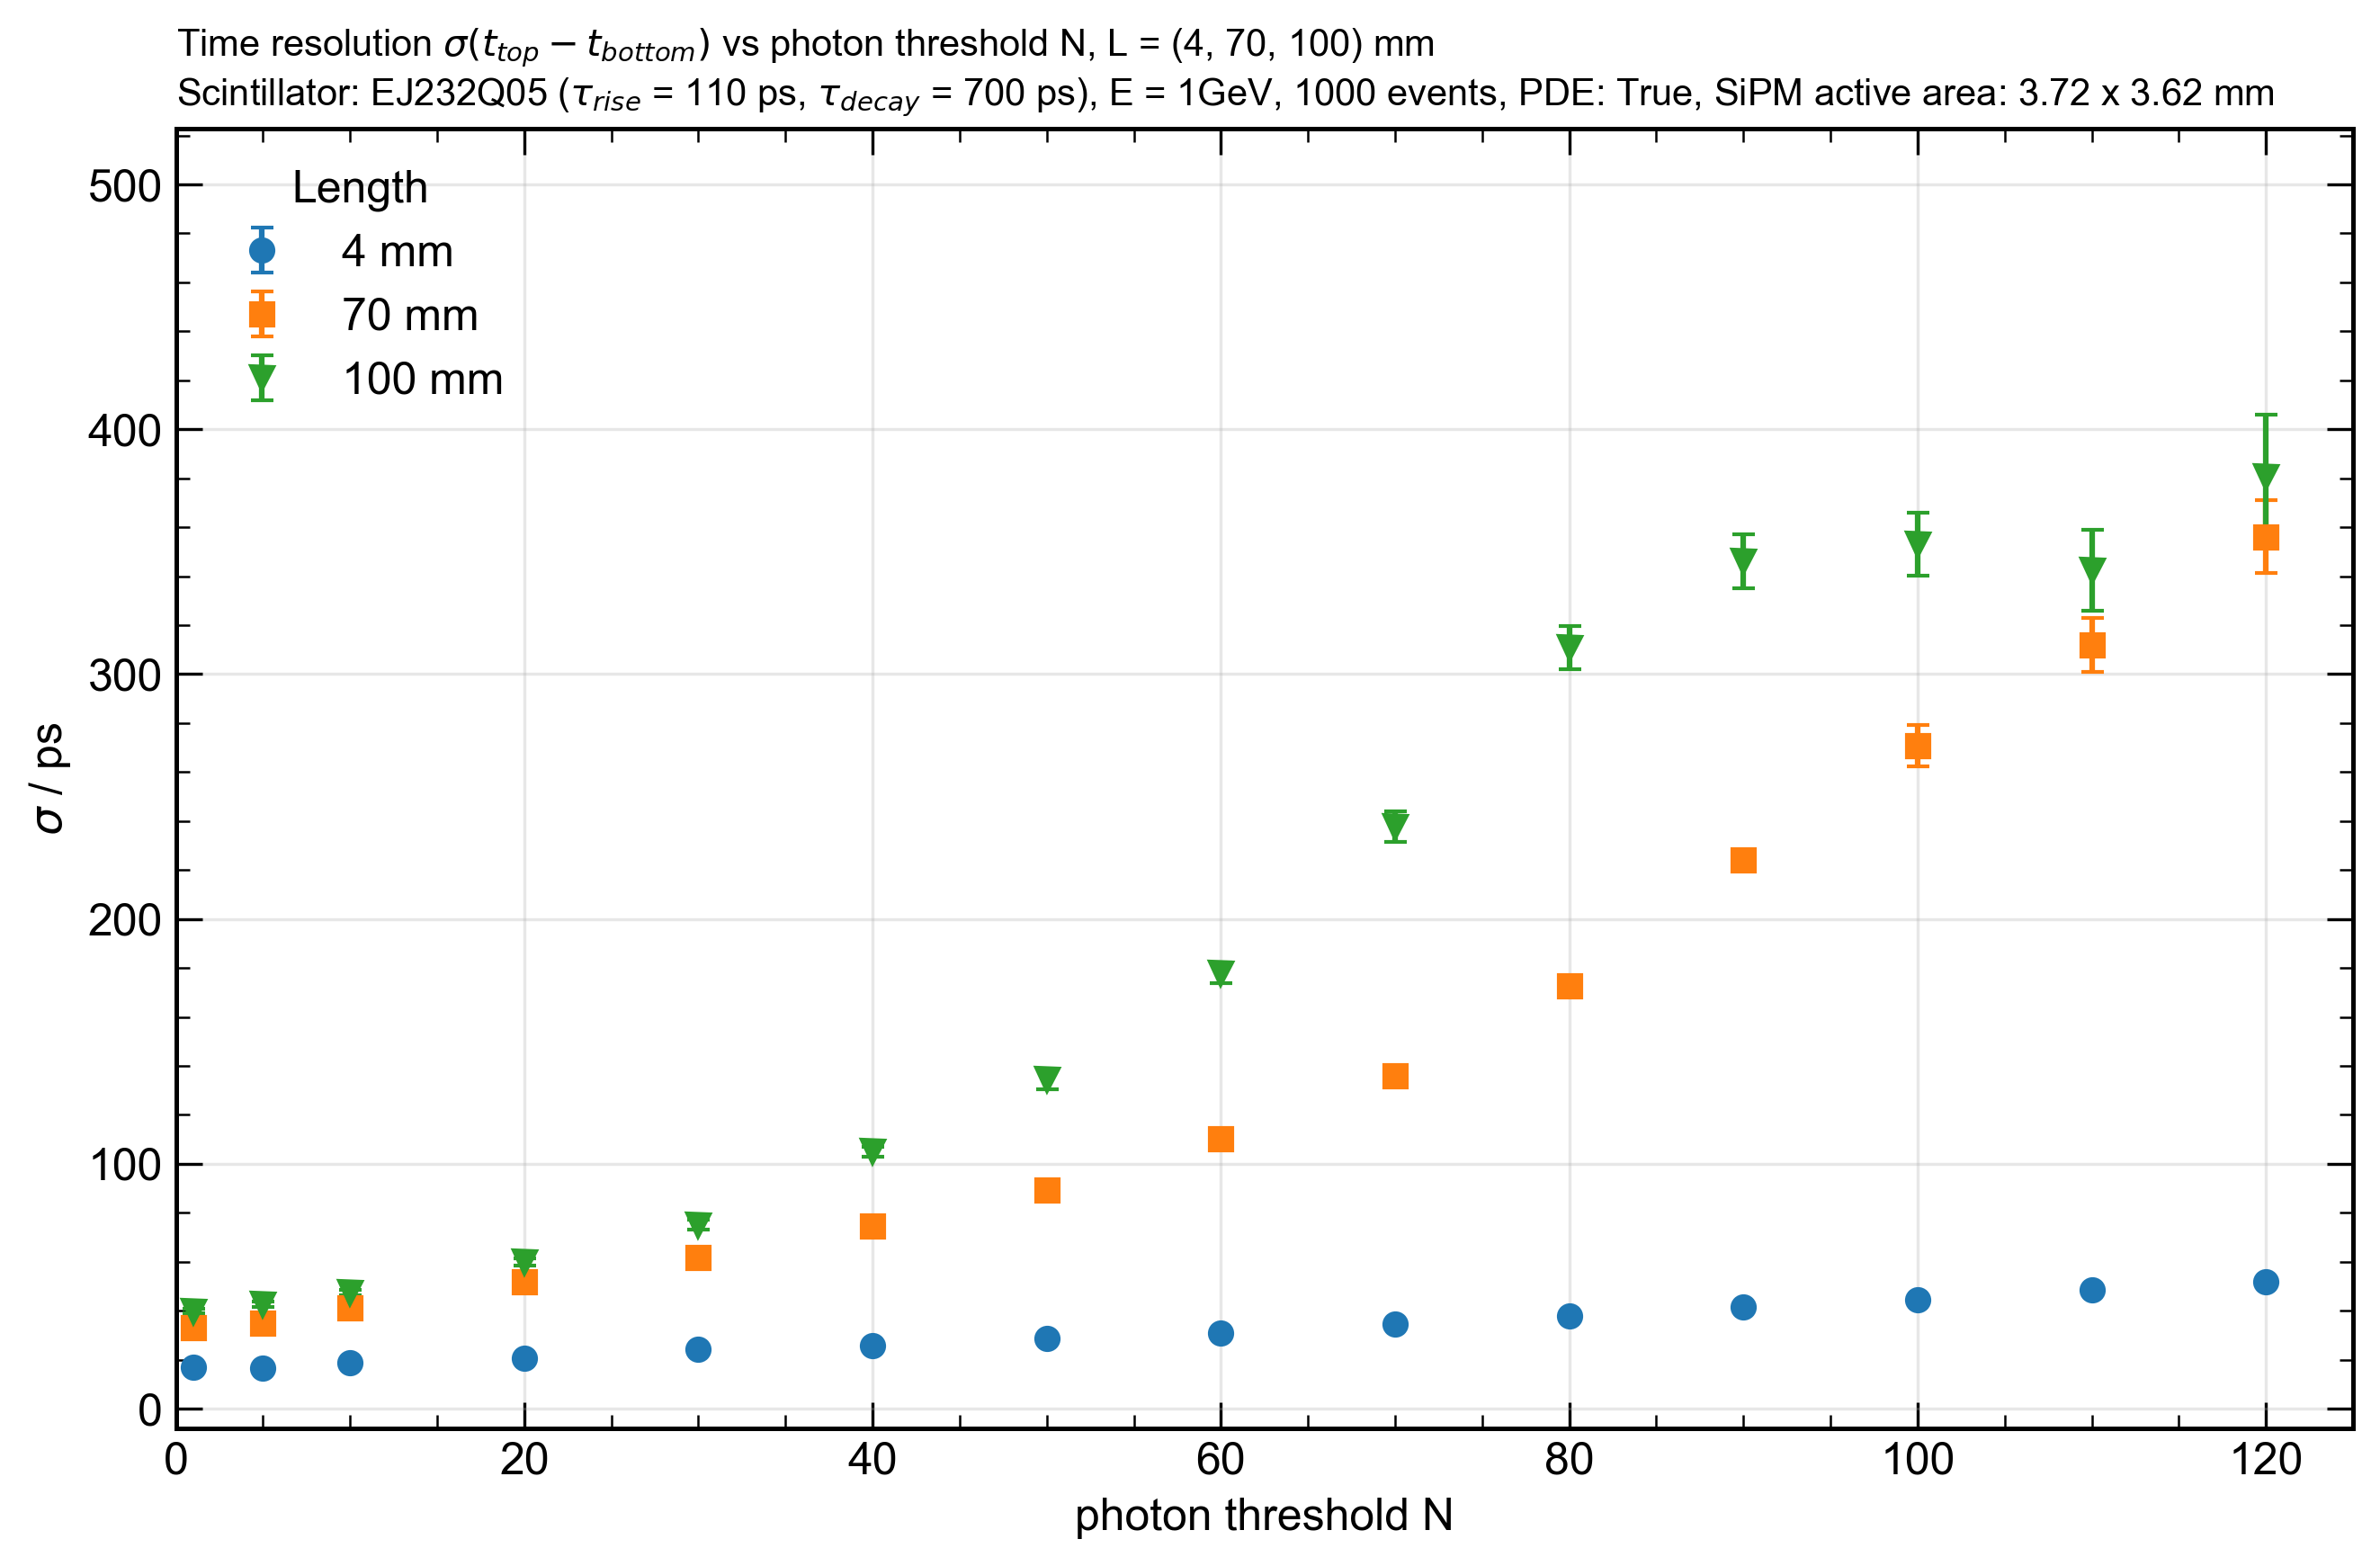 Time resolution σ(t_top − t_bottom) vs photon threshold N, L = (4, 70, 100) mm
Scintillator: EJ232Q05 (τ_rise = 110 ps, τ_decay = 700 ps), E = 1GeV, 1000 events, PDE: True, SiPM active area: 3.72 x 3.62 mm
Length
4 mm
70 mm
100 mm
500
400
300
200
100
0
σ / ps
0 20 40 60 80 100 120
photon threshold N